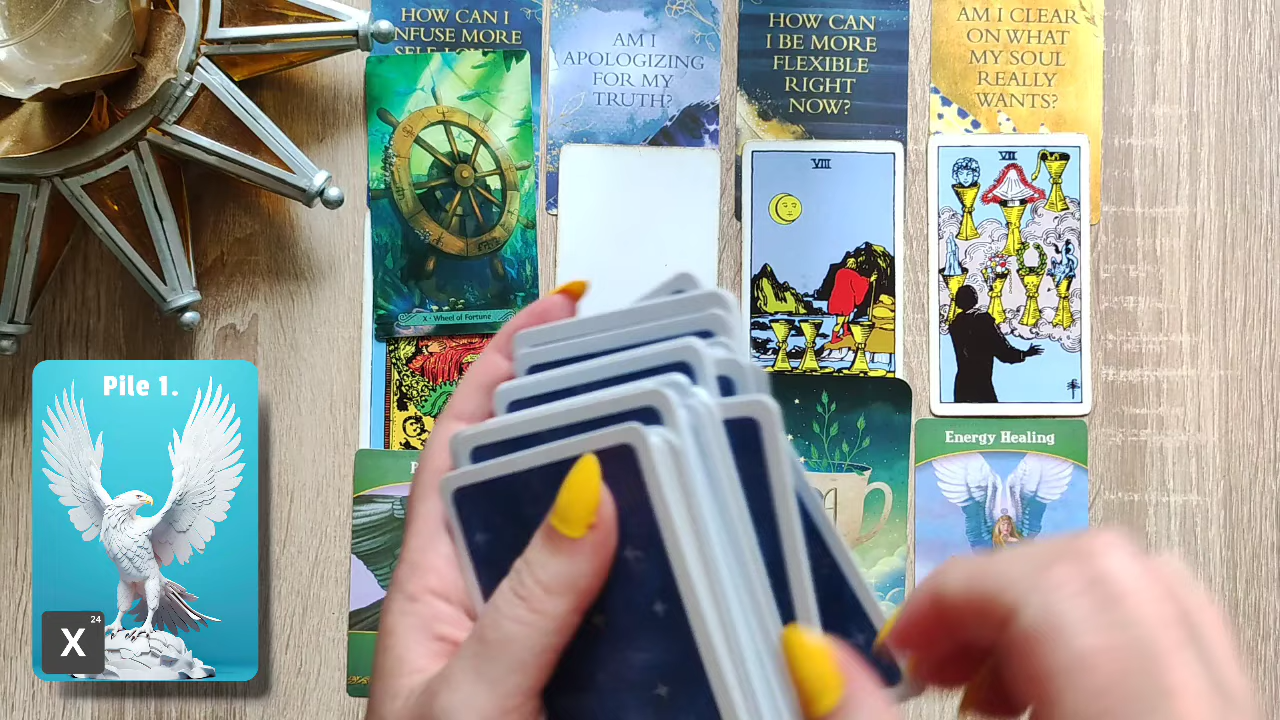 HOW CAN I
NFUSE MORE
AM I
APOLOGIZING
FOR MY
TRUTH?
HOW CAN
I BE MORE
FLEXIBLE
RIGHT
NOW?
AM I CLEAR
ON WHAT
MY SOUL
REALLY
WANTS?
VIII
VII
X • Wheel of Fortune
Energy Healing
Pile 1.
X
24